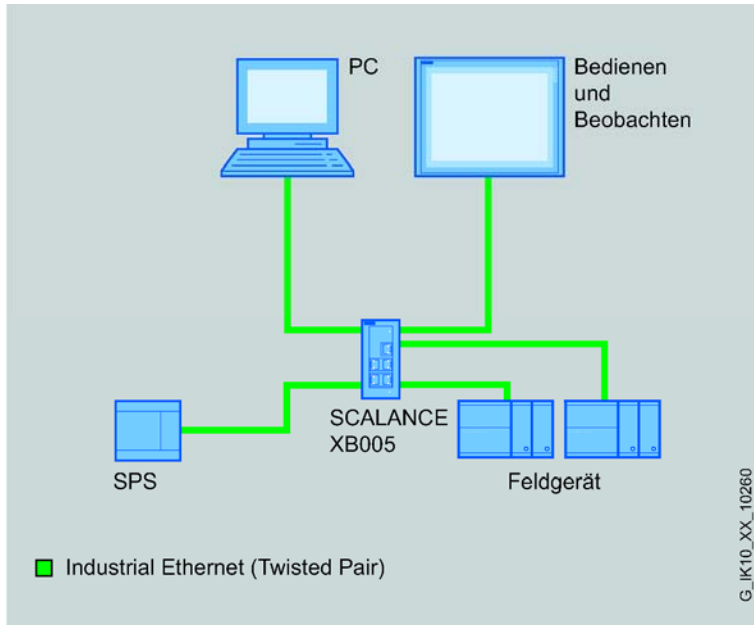 PC
Bedienen
und
Beobachten
SCALANCE
XB005
SPS
Feldgerät
Industrial Ethernet (Twisted Pair)
G_IK10_XX_10260